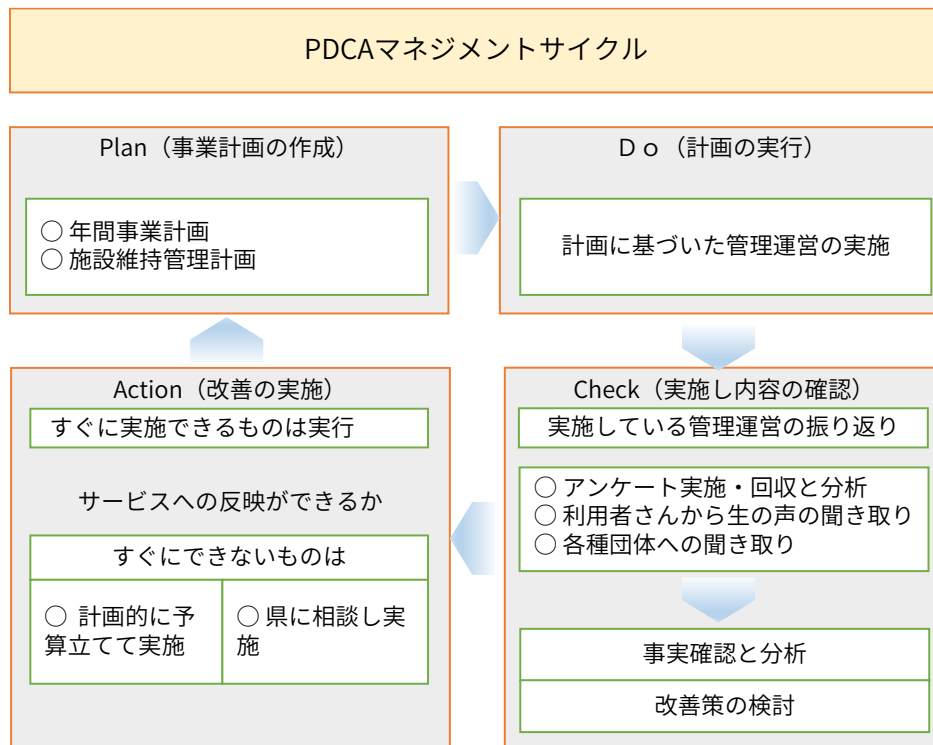 PDCAマネジメントサイクル
Plan（事業計画の作成）
○ 年間事業計画
○ 施設維持管理計画
Ｄｏ（計画の実行）
計画に基づいた管理運営の実施
Check（実施し内容の確認）
実施している管理運営の振り返り
○ アンケート実施・回収と分析
○ 利用者さんから生の声の聞き取り
○ 各種団体への聞き取り
事実確認と分析
改善策の検討
Action（改善の実施）
すぐに実施できるものは実行
サービスへの反映ができるか
すぐにできないものは
○ 計画的に予
算立てて実施
○ 県に相談し実
施